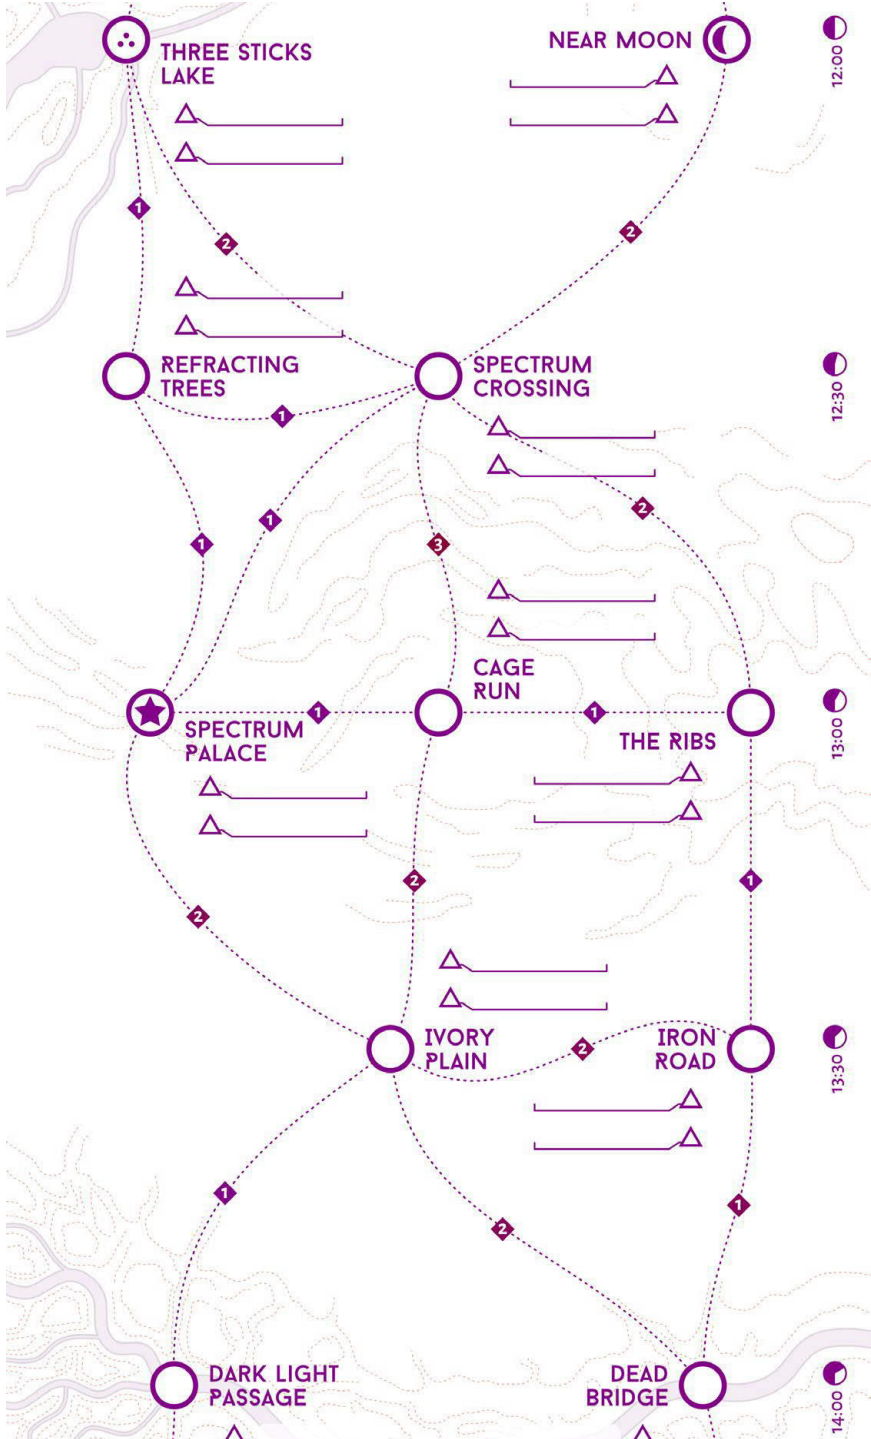 THREE STICKS
LAKE
NEAR MOON
12:00
1
2
2
REFRACTING
TREES
SPECTRUM
CROSSING
12:30
1
1
2
1
3
CAGE
RUN
SPECTRUM
PALACE
1
1
THE RIBS
13:00
2
2
1
IVORY
PLAIN
2
IRON
ROAD
13:30
1
2
1
DARK LIGHT
PASSAGE
DEAD
BRIDGE
14:00